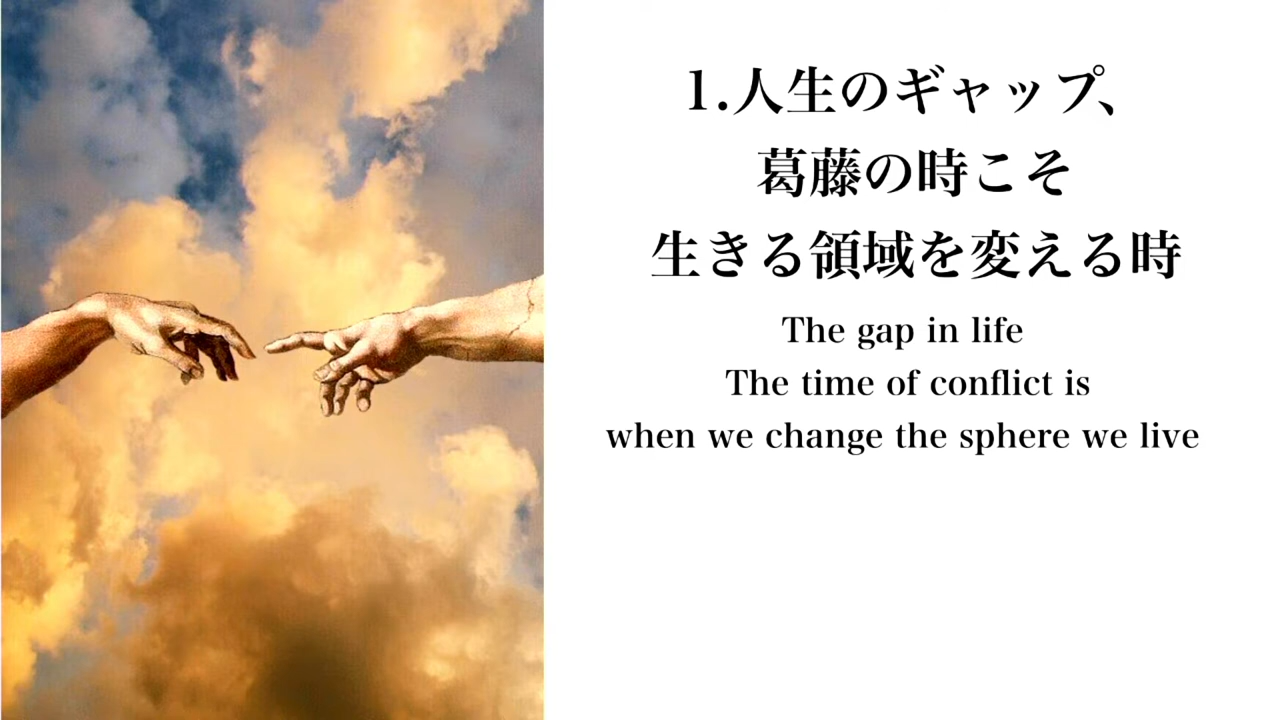 1.人生のギャップ、
葛藤の時こそ
生きる領域を変える時
The gap in life
The time of conflict is
when we change the sphere we live